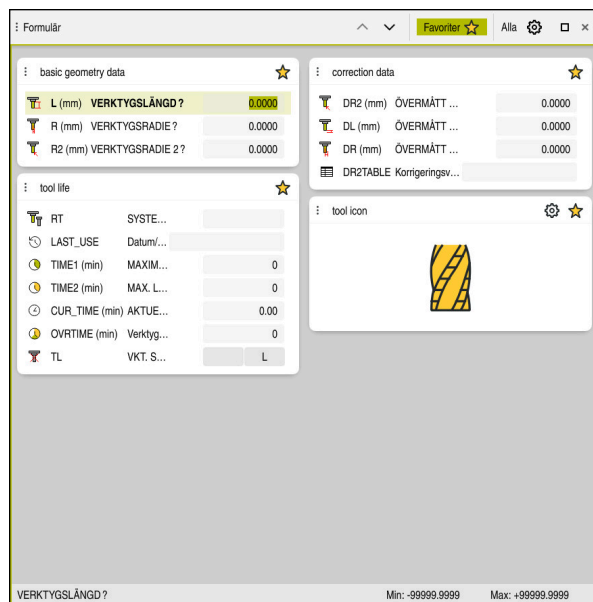 Formulär
Favoriter
Alla
basic geometry data
L (mm) VERKTYGSLÄNGD? 0.0000
R (mm) VERKTYGSRADIE? 0.0000
R2 (mm) VERKTYGSRADIE 2? 0.0000
tool life
RT SYSTE...
LAST_USE Datum/...
TIME1 (min) MAXIM... 0
TIME2 (min) MAX. L... 0
CUR_TIME (min) AKTUE... 0.00
OVRTIME (min) Verktyg... 0
TL VKT. S... L
correction data
DR2 (mm) ÖVERMÅTT ... 0.0000
DL (mm) ÖVERMÅTT ... 0.0000
DR (mm) ÖVERMÅTT ... 0.0000
DR2TABLE Korrigeringsv...
tool icon
VERKTYGSLÄNGD? Min: -99999.9999 Max: +99999.9999